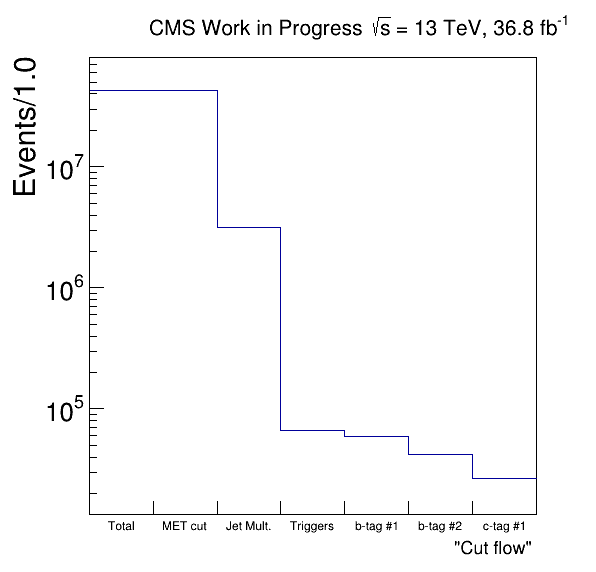 CMS Work in Progress √s = 13 TeV, 36.8 fb⁻¹
Events/1.0
10⁷
10⁶
10⁵
Total MET cut Jet Mult. Triggers b-tag #1 b-tag #2 c-tag #1
"Cut flow"